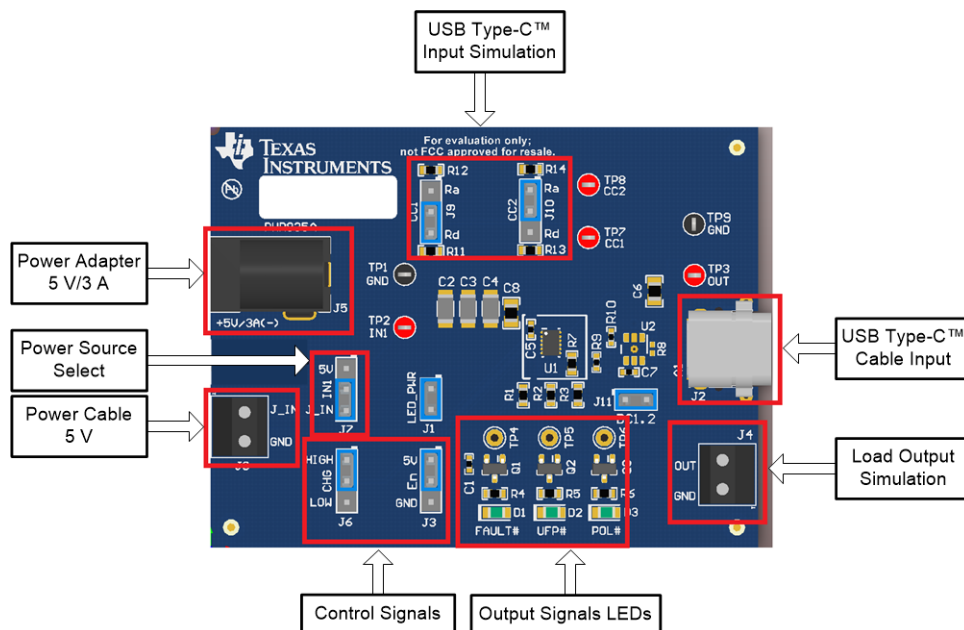 USB Type-C™
Input Simulation
TEXAS
INSTRUMENTS
For evaluation only;
not FCC approved for resale.
Pb
R12
R14
Ra
J9
CC1
Rd
R11
Ra
J10
CC2
Rd
R13
TP8
CC2
TP7
CC1
TP9
GND
TP3
OUT
Power Adapter
5 V/3 A
J5
+5V/3A(-)
TP1
GND
TP2
IN1
C2
C3
C4
C8
C5
U1
R7
R9
R10
C6
U2
R8
C7
USB Type-C™
Cable Input
J2
Power Source
Select
5V
IN1
J_IN
J7
LED_PWR
J1
R1
R2
R3
J11
Power Cable
5 V
J_IN
GND
HIGH
CHG
LOW
J6
5V
En
GND
J3
TP4
TP5
C1
Q1
Q2
R4
R5
R6
D1
D2
D3
FAULT#
UFP#
POL#
J4
OUT
GND
Load Output
Simulation
Control Signals
Output Signals LEDs